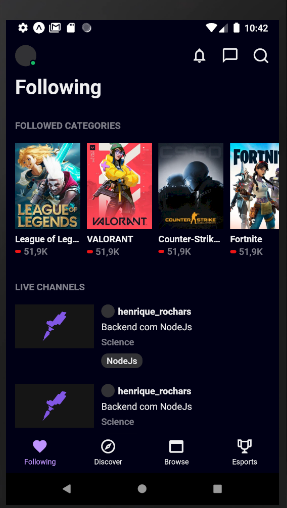 10:42
Following
FOLLOWED CATEGORIES
LEAGUE OF LEGENDS
VALORANT
COUNTER STRIKE
FORTNI
League of Leg...
VALORANT
Counter-Strik...
Fortnite
51,9K
51,9K
51,9K
51,9K
LIVE CHANNELS
henrique_rochars
Backend com NodeJs
Science
NodeJs
henrique_rochars
Backend com NodeJs
Science
Following
Discover
Browse
Esports